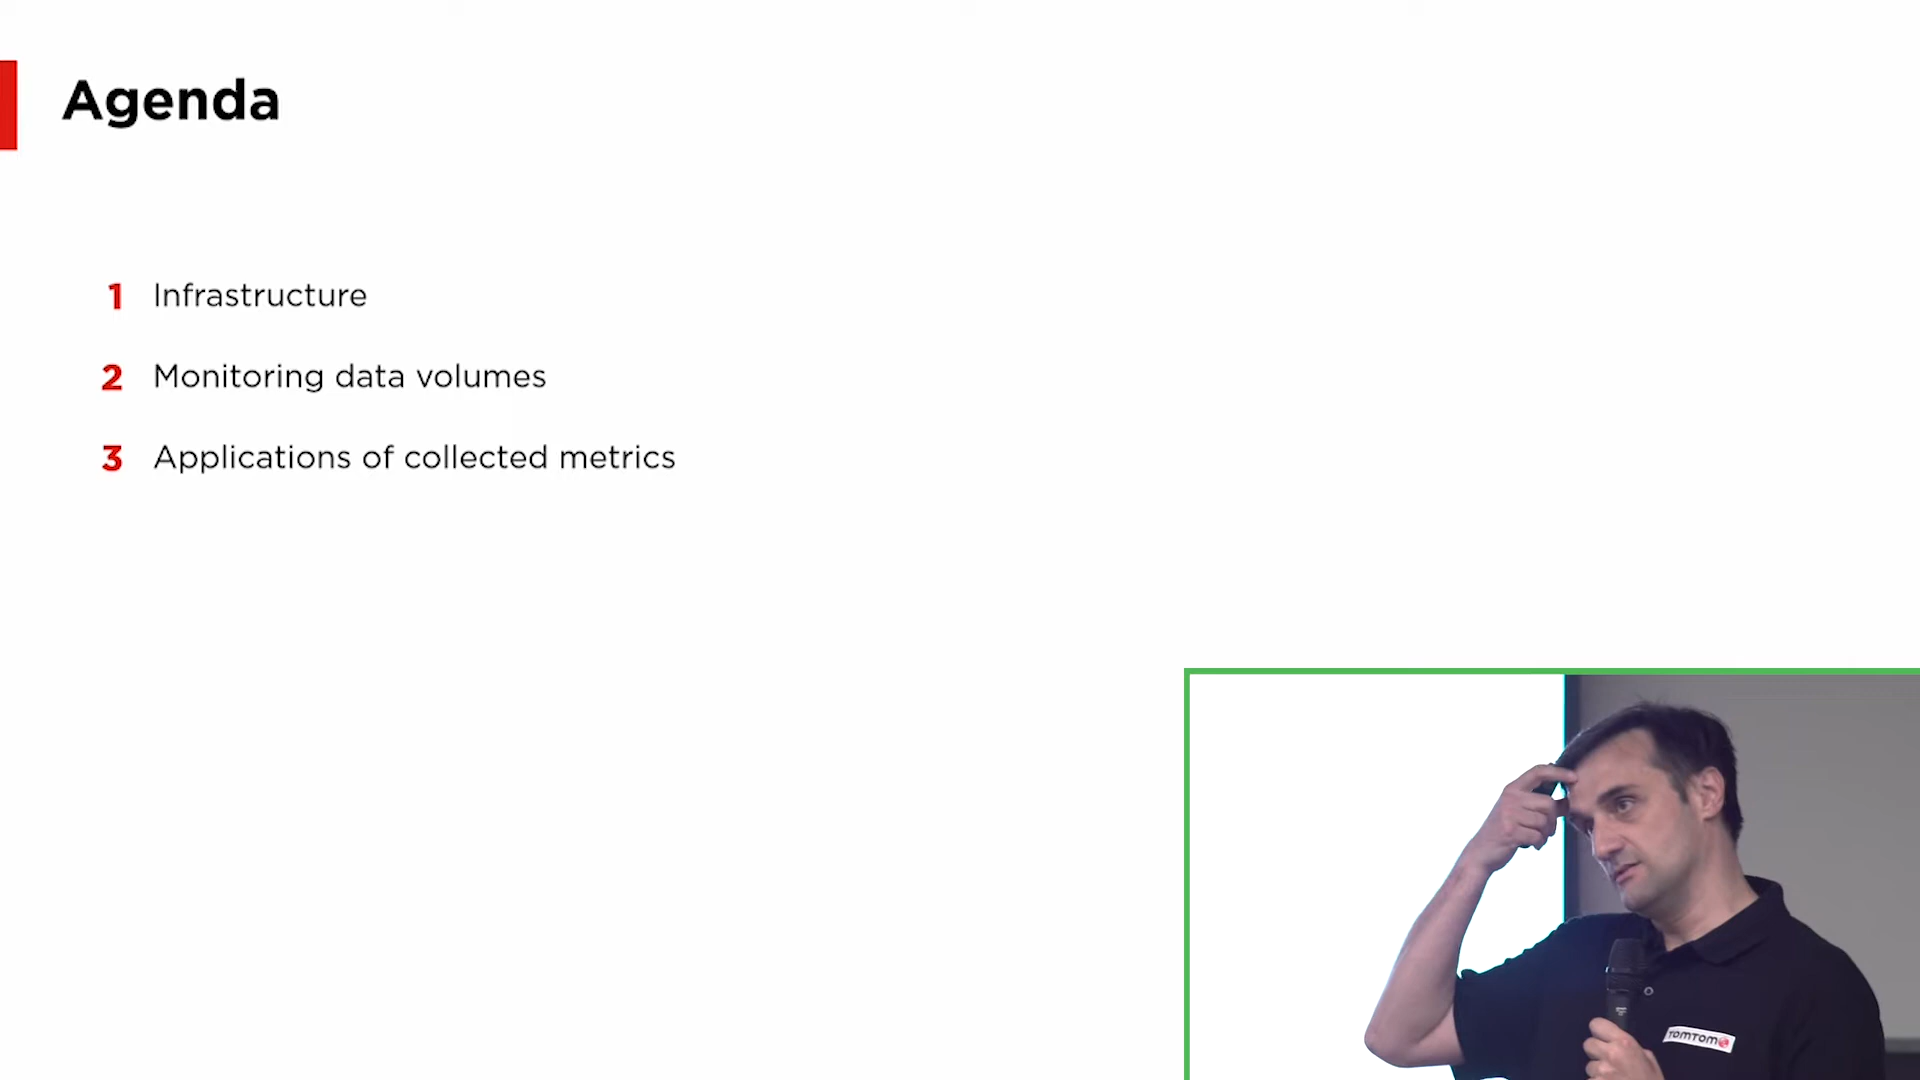 Agenda
1 Infrastructure
2 Monitoring data volumes
3 Applications of collected metrics
TOMTOM